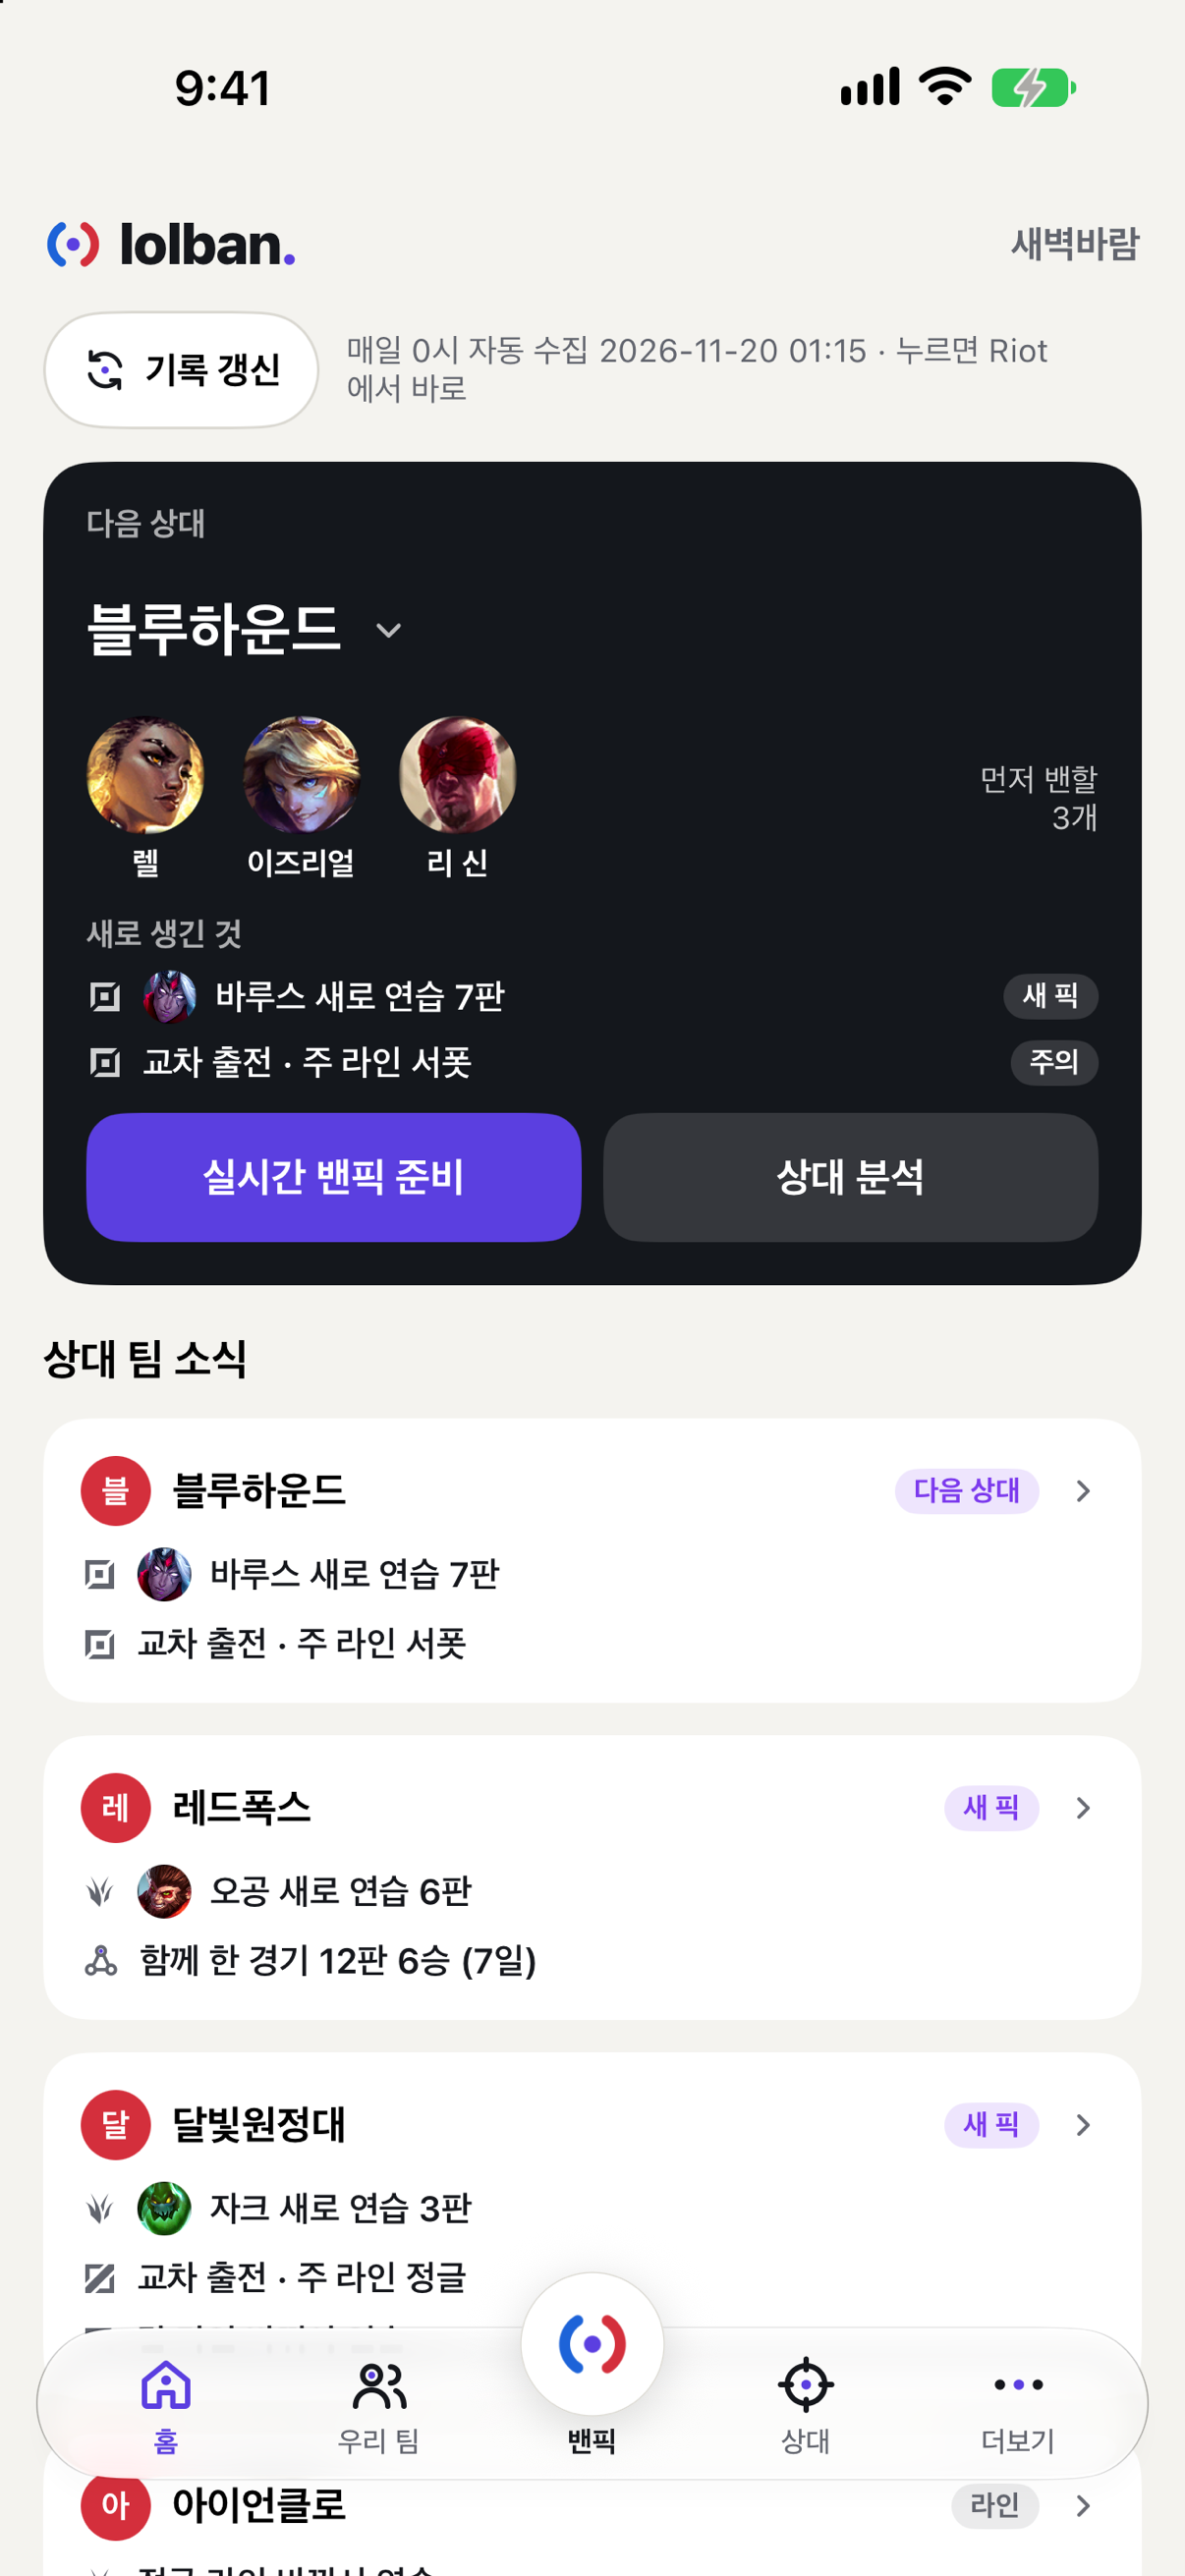 9:41
lolban.
새벽바람
기록 갱신
매일 0시 자동 수집 2026-11-20 01:15 · 누르면 Riot
에서 바로
다음 상대
블루하운드
렐
이즈리얼
리 신
먼저 밴할
3개
새로 생긴 것
바루스 새로 연습 7판
새 픽
교차 출전 · 주 라인 서폿
주의
실시간 밴픽 준비
상대 분석
상대 팀 소식
블
블루하운드
다음 상대
바루스 새로 연습 7판
교차 출전 · 주 라인 서폿
레
레드폭스
새 픽
오공 새로 연습 6판
함께 한 경기 12판 6승 (7일)
달
달빛원정대
새 픽
자크 새로 연습 3판
교차 출전 · 주 라인 정글
홈
우리 팀
밴픽
상대
더보기
아
아이언클로
라인